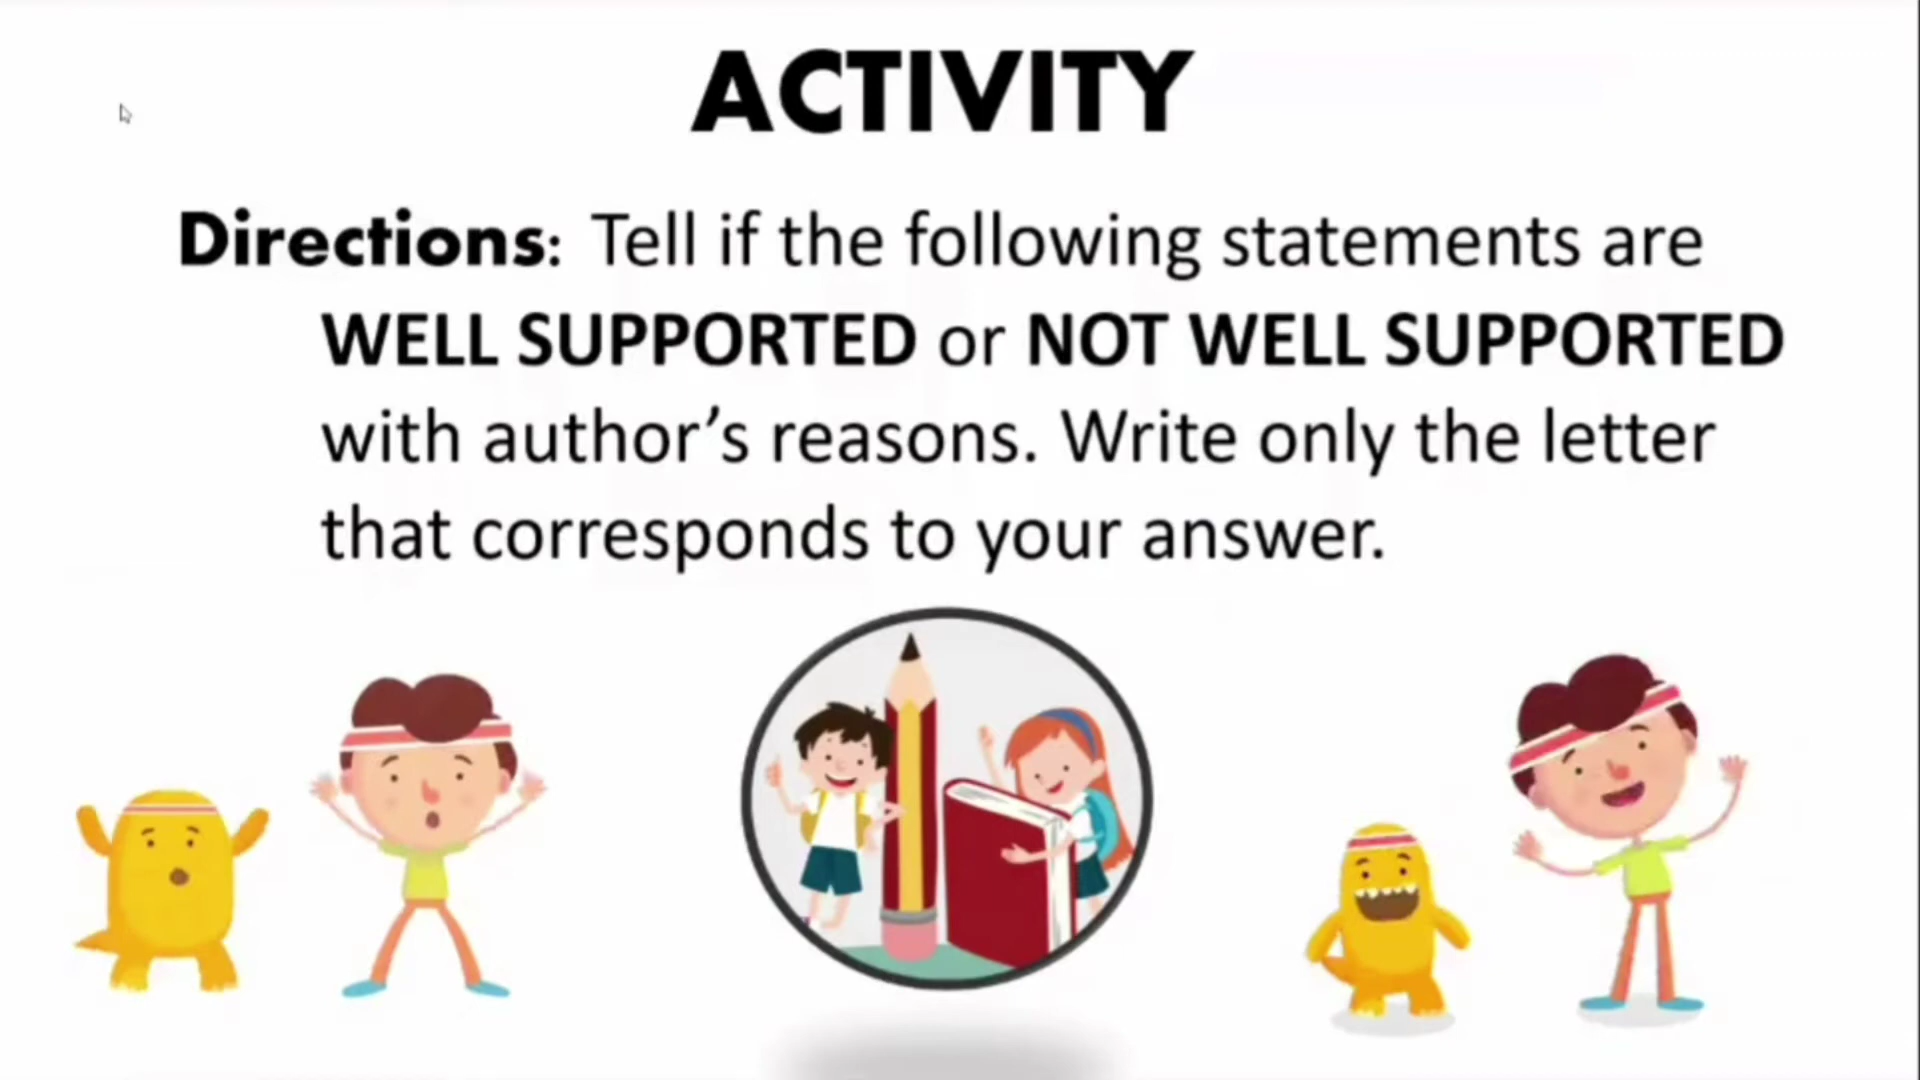 ACTIVITY
Directions: Tell if the following statements are
WELL SUPPORTED or NOT WELL SUPPORTED
with author’s reasons. Write only the letter
that corresponds to your answer.